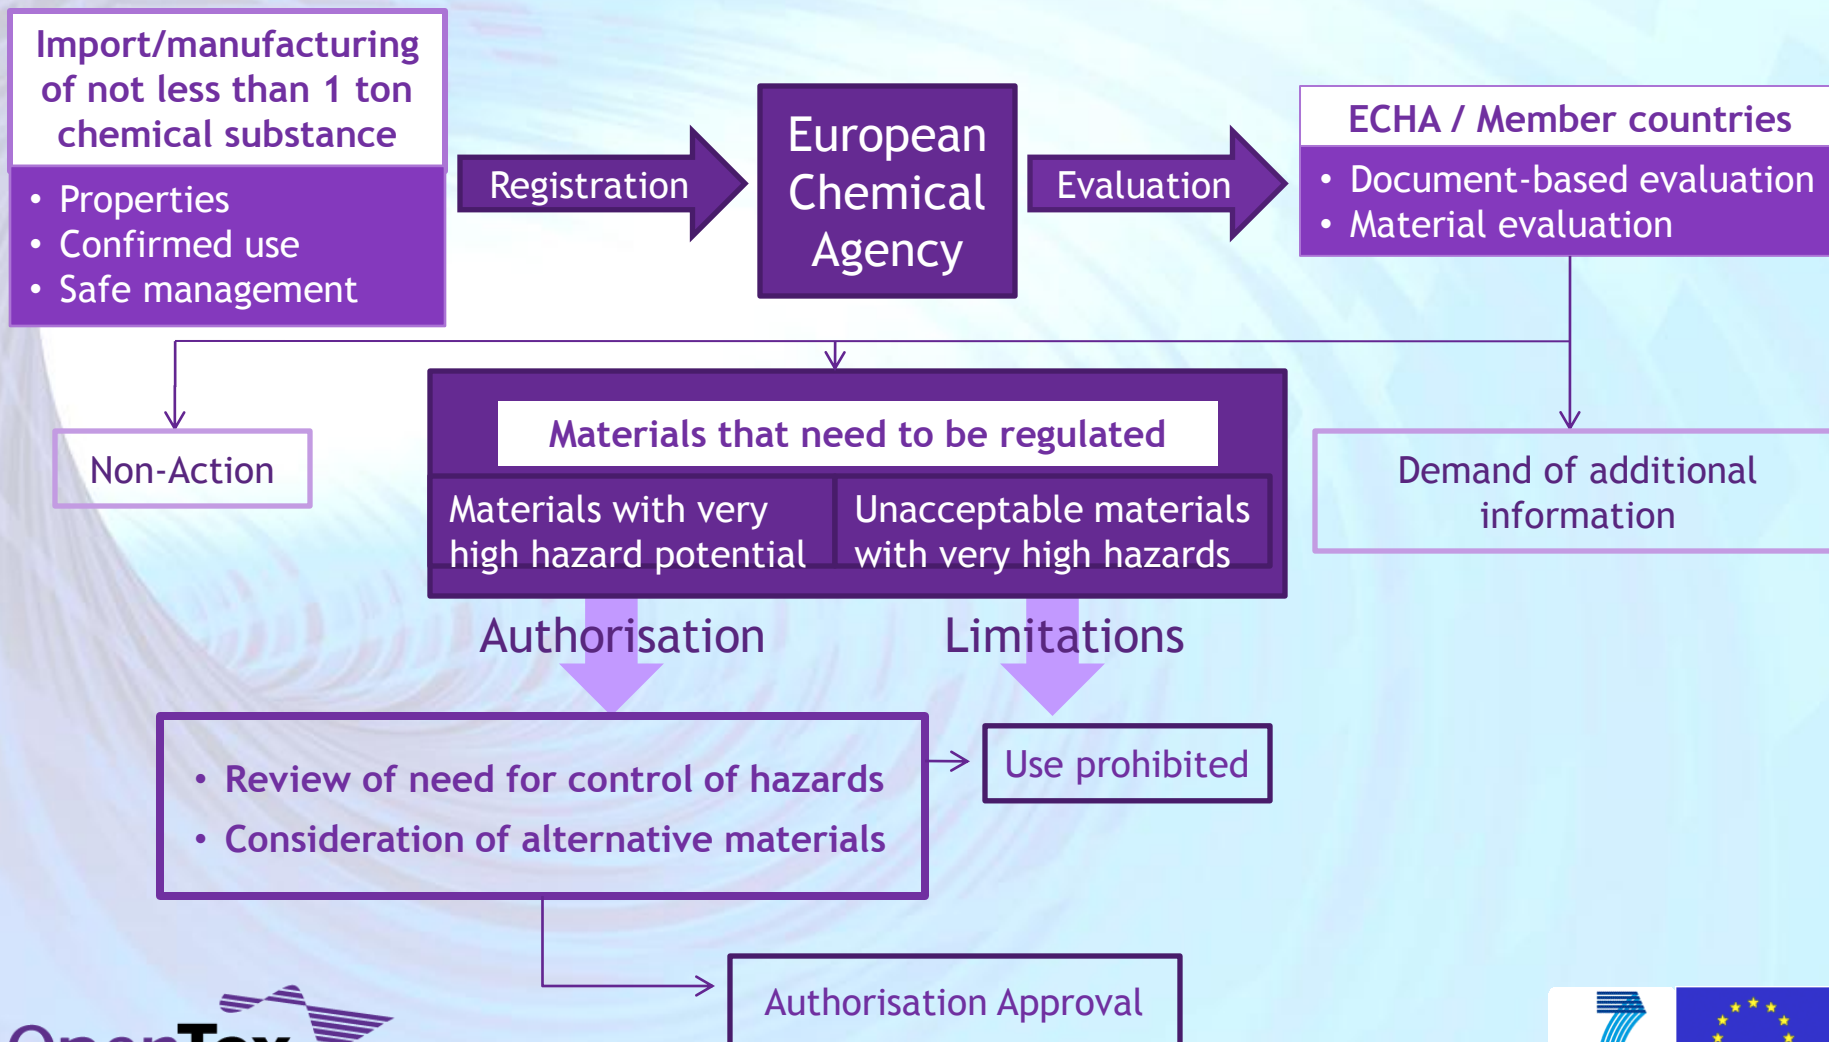 Import/manufacturing
of not less than 1 ton
chemical substance
• Properties
• Confirmed use
• Safe management
Registration
European
Chemical
Agency
Evaluation
ECHA / Member countries
• Document-based evaluation
• Material evaluation
Non-Action
Materials that need to be regulated
Materials with very
high hazard potential
Unacceptable materials
with very high hazards
Demand of additional
information
Authorisation
Limitations
• Review of need for control of hazards
• Consideration of alternative materials
Use prohibited
Authorisation Approval
OpenTox
7